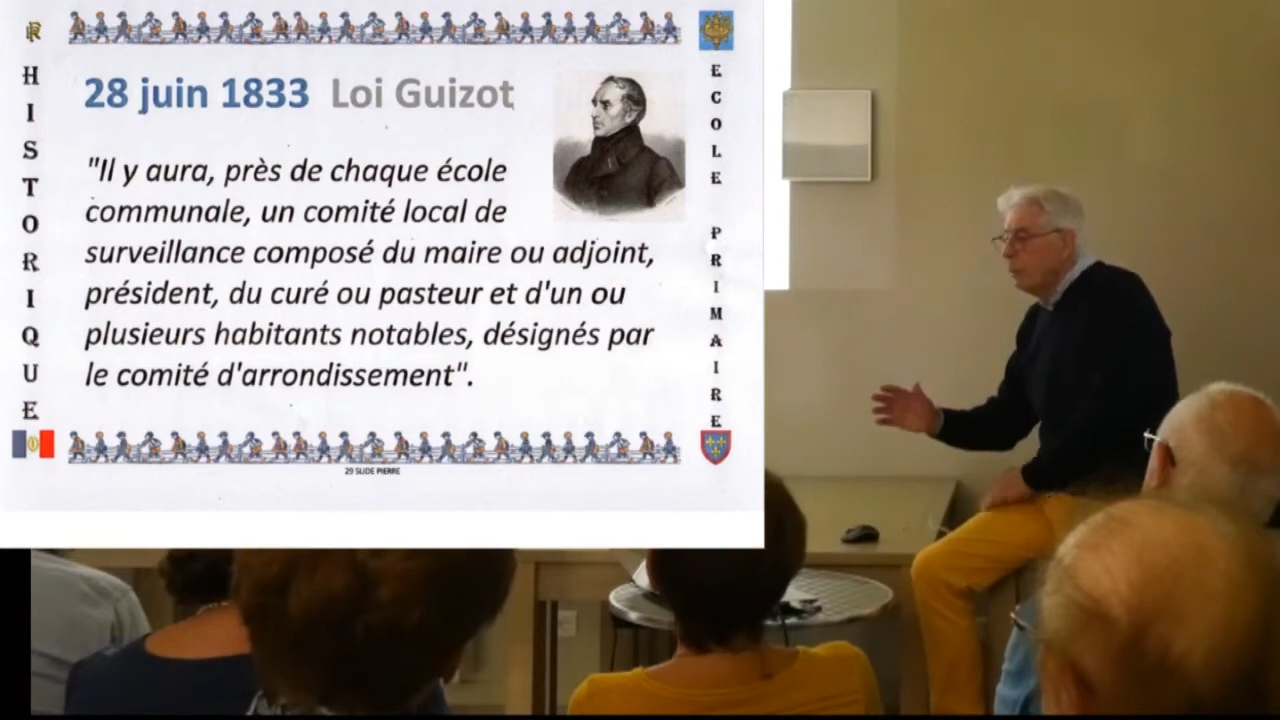 HISTORIQUE
28 juin 1833 Loi Guizot
"Il y aura, près de chaque école
communale, un comité local de
surveillance composé du maire ou adjoint,
président, du curé ou pasteur et d'un ou
plusieurs habitants notables, désignés par
le comité d'arrondissement".
29 SLIDE PIERRE
ECOLE PRIMAIRE